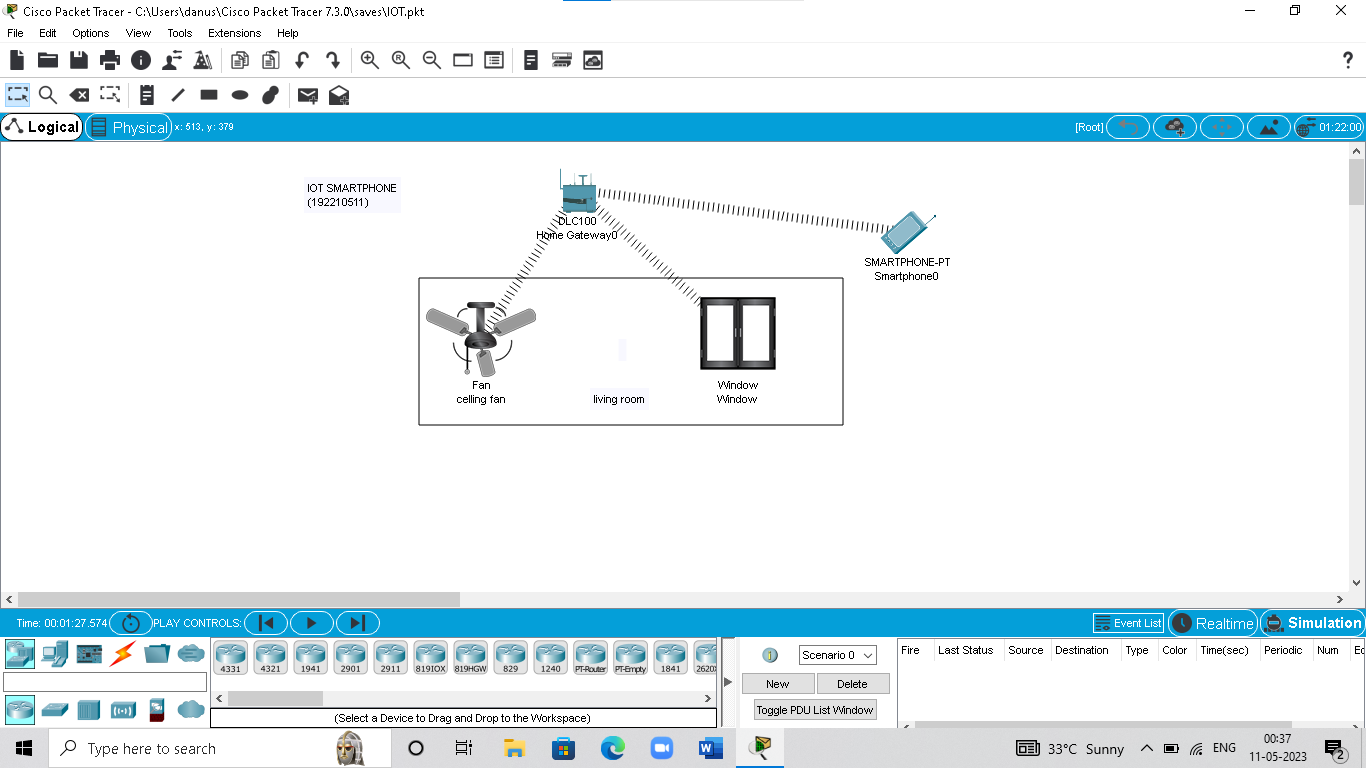 Cisco Packet Tracer - C:\Users\danus\Cisco Packet Tracer 7.3.0\saves\IOT.pkt
File Edit Options View Tools Extensions Help
?
Logical Physical x: 513, y: 379 [Root] 01:22:00
IOT SMARTPHONE
(192210511)
DLC100
Home Gateway0
SMARTPHONE-PT
Smartphone0
Fan
celling fan
living room
Window
Window
Time: 00:01:27.574 PLAY CONTROLS: Event List Realtime Simulation
4331 4321 1941 2901 2911 819IOX 819HGW 829 1240 PT-Router PT-Empty 1841 2620X
(Select a Device to Drag and Drop to the Workspace)
Scenario 0
New Delete
Toggle PDU List Window
Fire Last Status Source Destination Type Color Time(sec) Periodic Num Ed
Type here to search
33°C Sunny ENG
00:37
11-05-2023
2